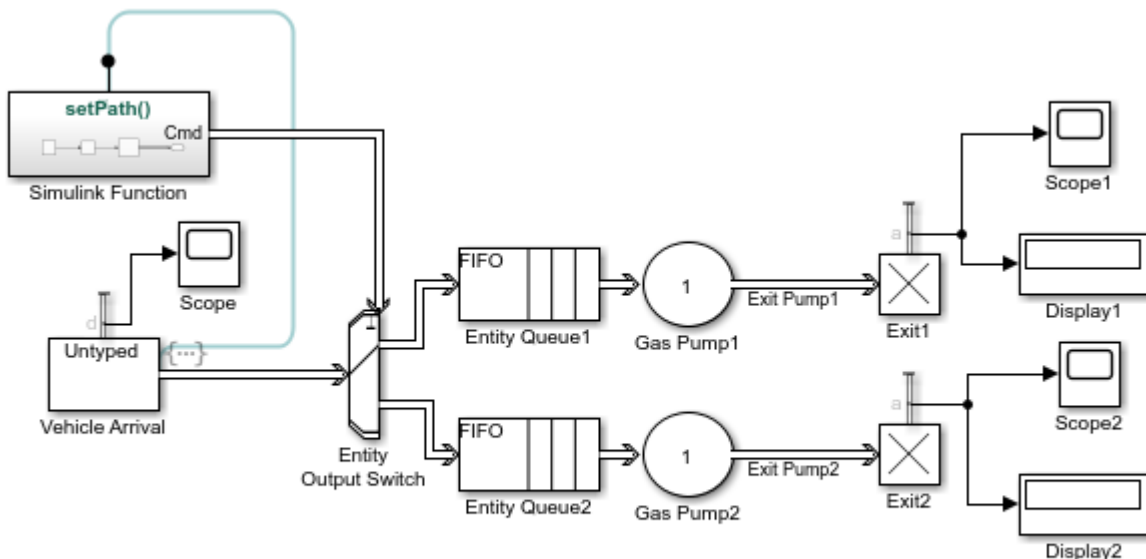 setPath()
Cmd
Simulink Function
Scope
d
Untyped
{...}
Vehicle Arrival
Entity
Output Switch
FIFO
Entity Queue1
1
Gas Pump1
Exit Pump1
a
Exit1
Scope1
Display1
FIFO
Entity Queue2
1
Gas Pump2
Exit Pump2
a
Exit2
Scope2
Display2